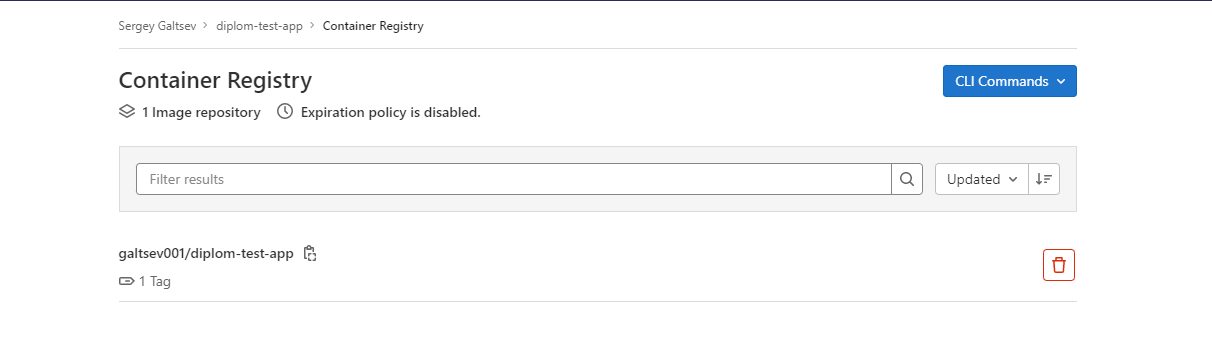 Sergey Galtsev > diplom-test-app > Container Registry
Container Registry
CLI Commands
1 Image repository Expiration policy is disabled.
Filter results
Updated
galtsev001/diplom-test-app
1 Tag